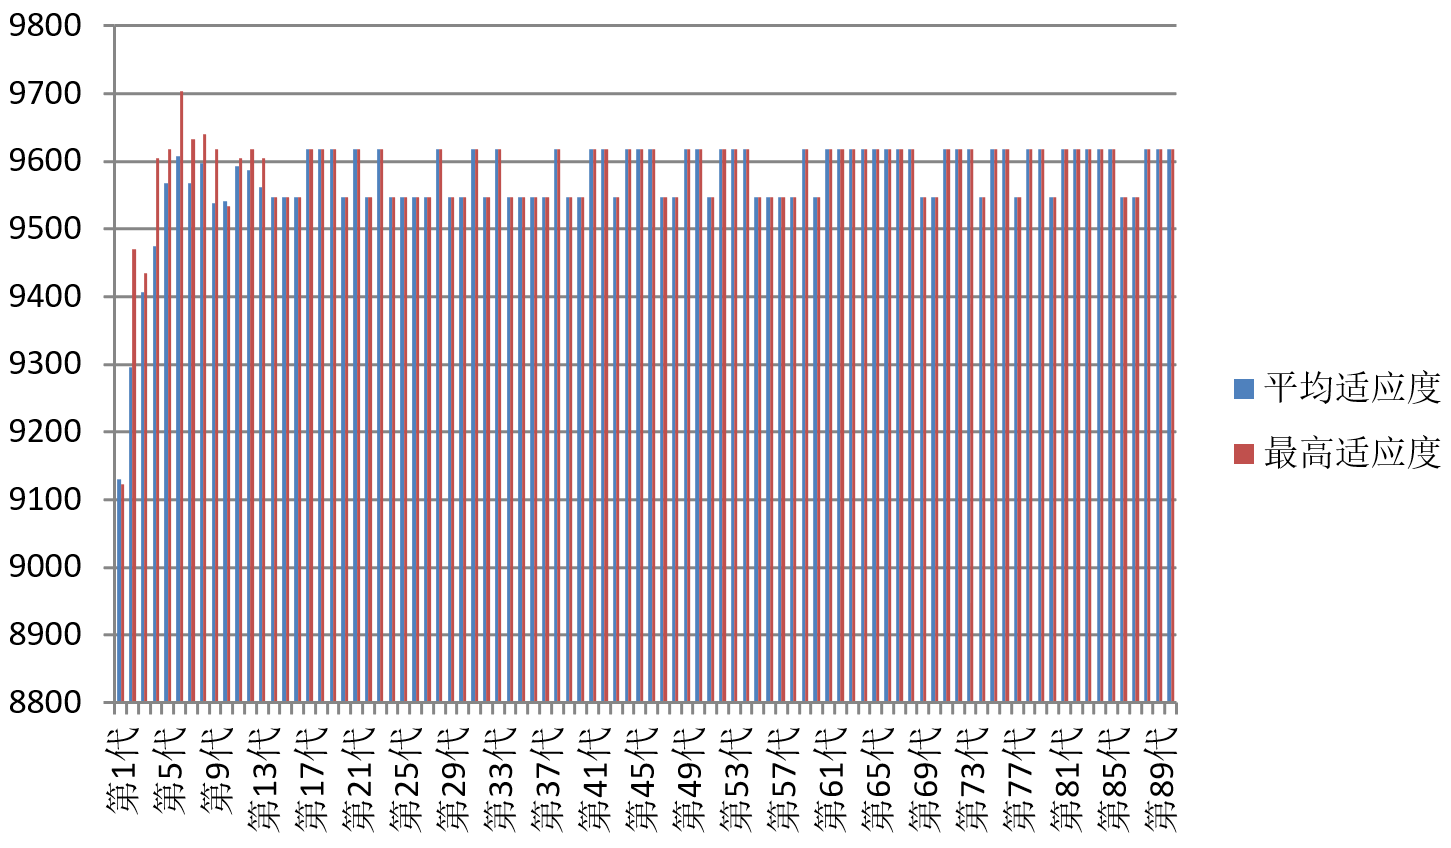 9800
9700
9600
9500
9400
9300
9200
9100
9000
8900
8800
第1代
第5代
第9代
第13代
第17代
第21代
第25代
第29代
第33代
第37代
第41代
第45代
第49代
第53代
第57代
第61代
第65代
第69代
第73代
第77代
第81代
第85代
第89代
平均适应度
最高适应度